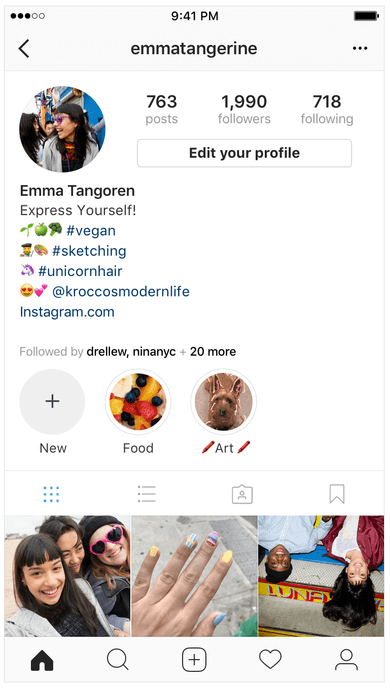 9:41 PM
emmatangerine
763 1,990 718
posts followers following
Edit your profile
Emma Tangoren
Express Yourself!
🌱🍏🥦 #vegan
👨‍🎨🎨 #sketching
🦄 #unicornhair
😍💕 @kroccosmodernlife
Instagram.com
Followed by drellew, ninanyc + 20 more
New Food 🖍Art 🖍
LUNA